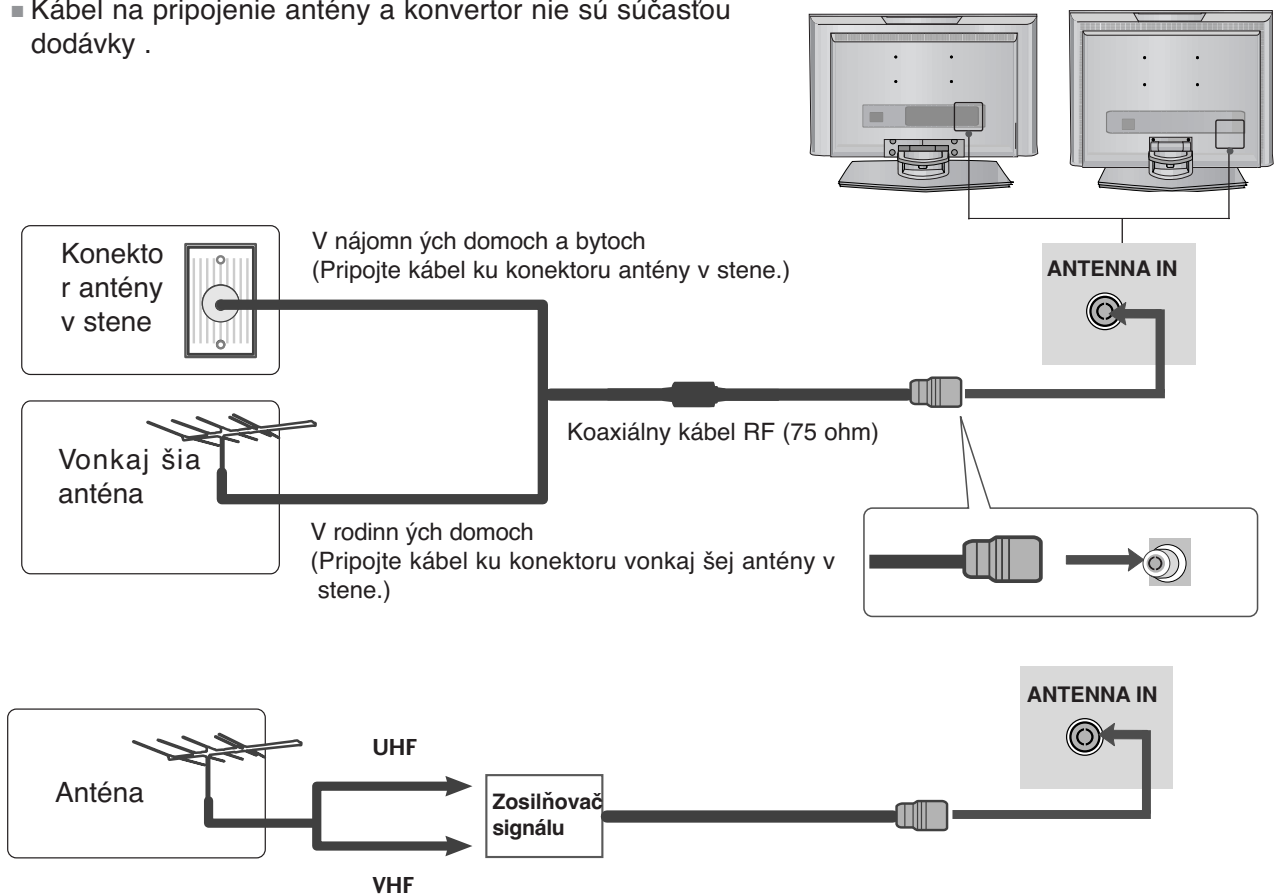 Kábel na pripojenie antény a konvertor nie sú súčasťou
dodávky .
Konekto
r antény
v stene
V nájomn ých domoch a bytoch
(Pripojte kábel ku konektoru antény v stene.)
ANTENNA IN
Koaxiálny kábel RF (75 ohm)
Vonkaj šia
anténa
V rodinn ých domoch
(Pripojte kábel ku konektoru vonkaj šej antény v
stene.)
ANTENNA IN
Anténa
UHF
Zosilňovač
signálu
VHF